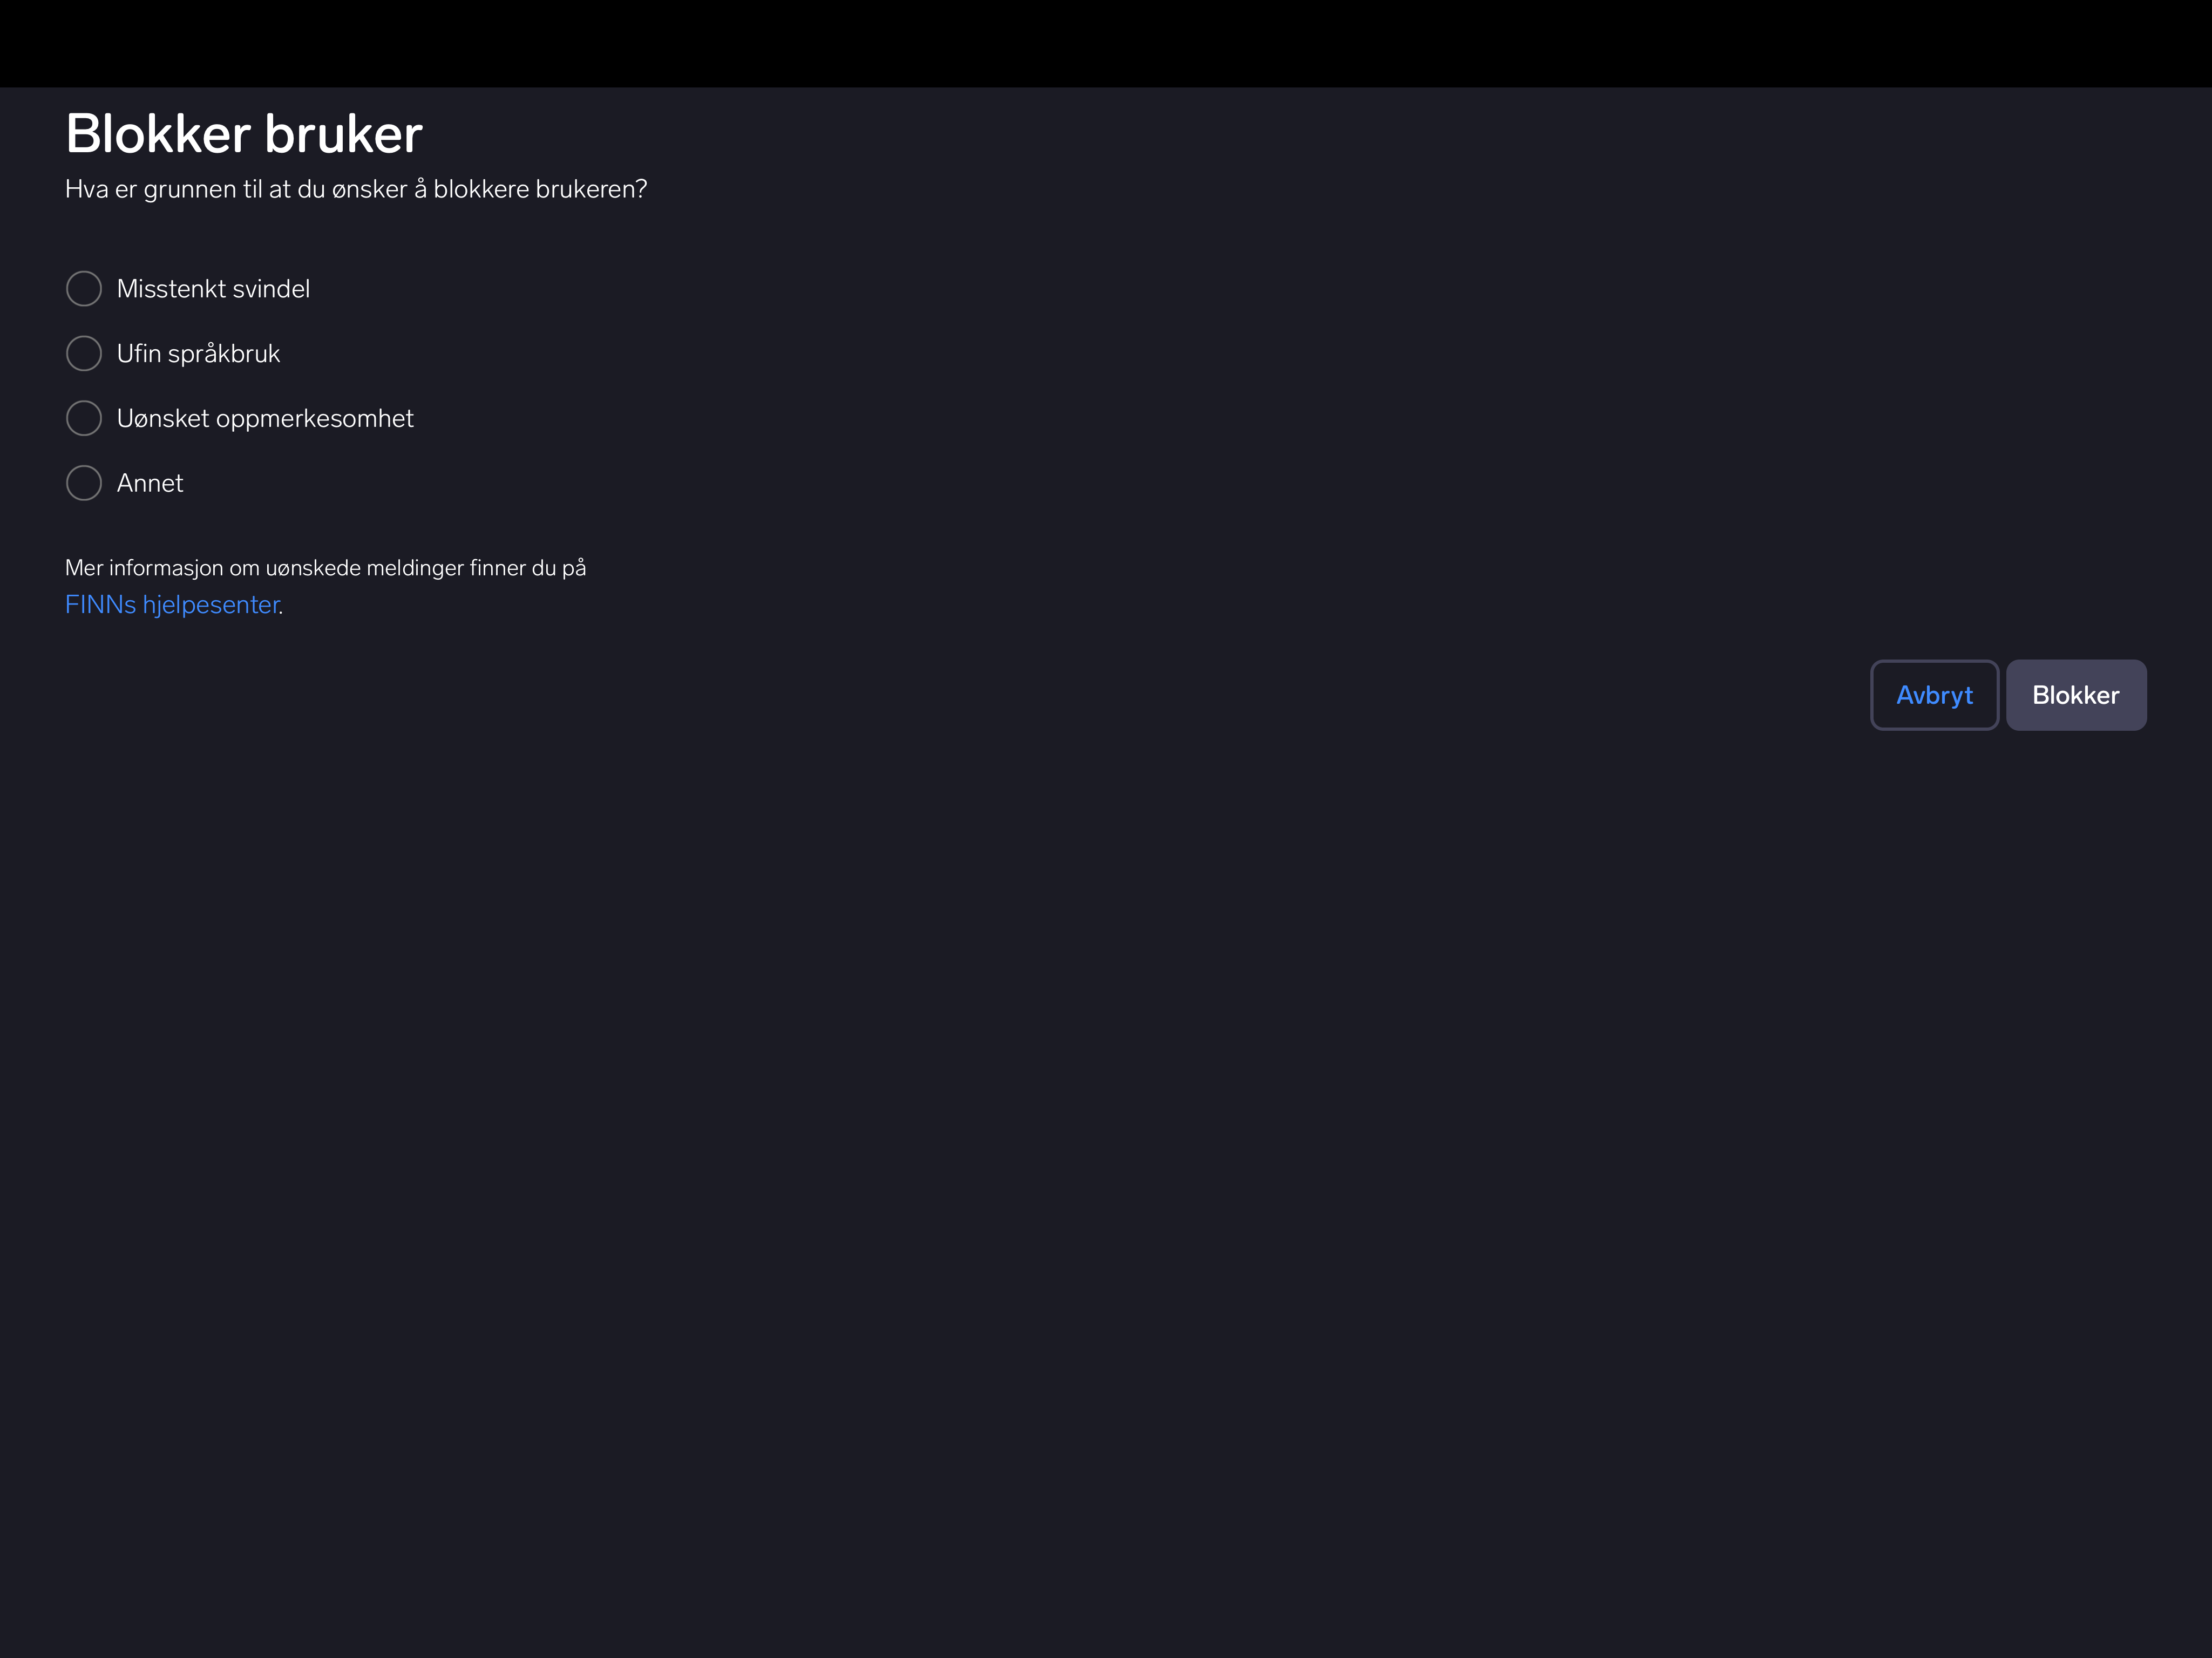 Blokker bruker
Hva er grunnen til at du ønsker å blokkere brukeren?
Misstenkt svindel
Ufin språkbruk
Uønsket oppmerkesomhet
Annet
Mer informasjon om uønskede meldinger finner du på
FINNs hjelpesenter.
Avbryt
Blokker